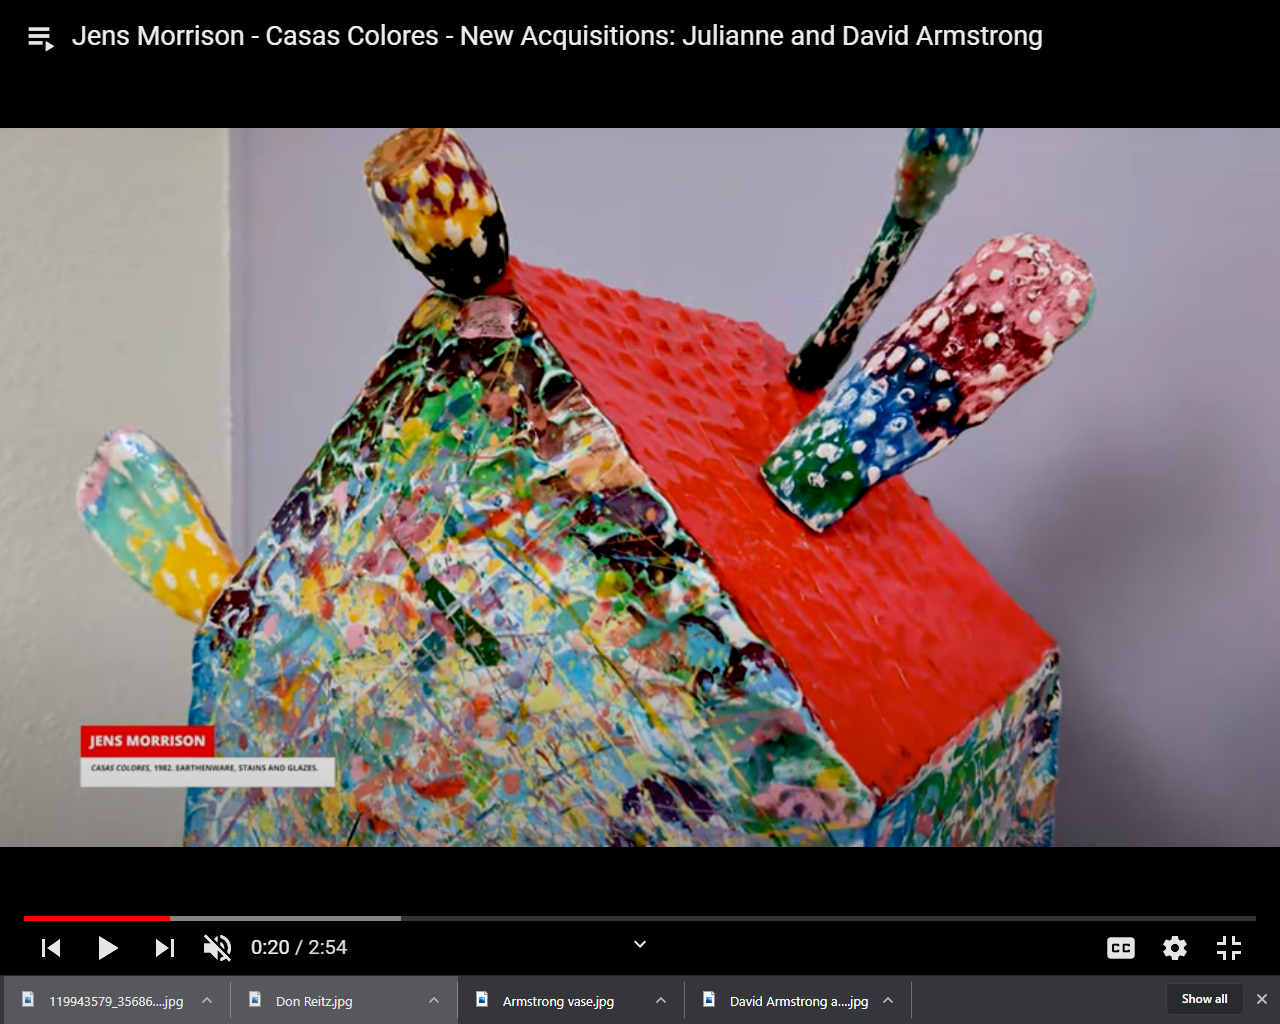 Jens Morrison - Casas Colores - New Acquisitions: Julianne and David Armstrong
JENS MORRISON
CASAS COLORES, 1982. EARTHENWARE, STAINS AND GLAZES.
0:20 / 2:54
CC
119943579_35686....jpg
Don Reitz.jpg
Armstrong vase.jpg
David Armstrong a....jpg
Show all